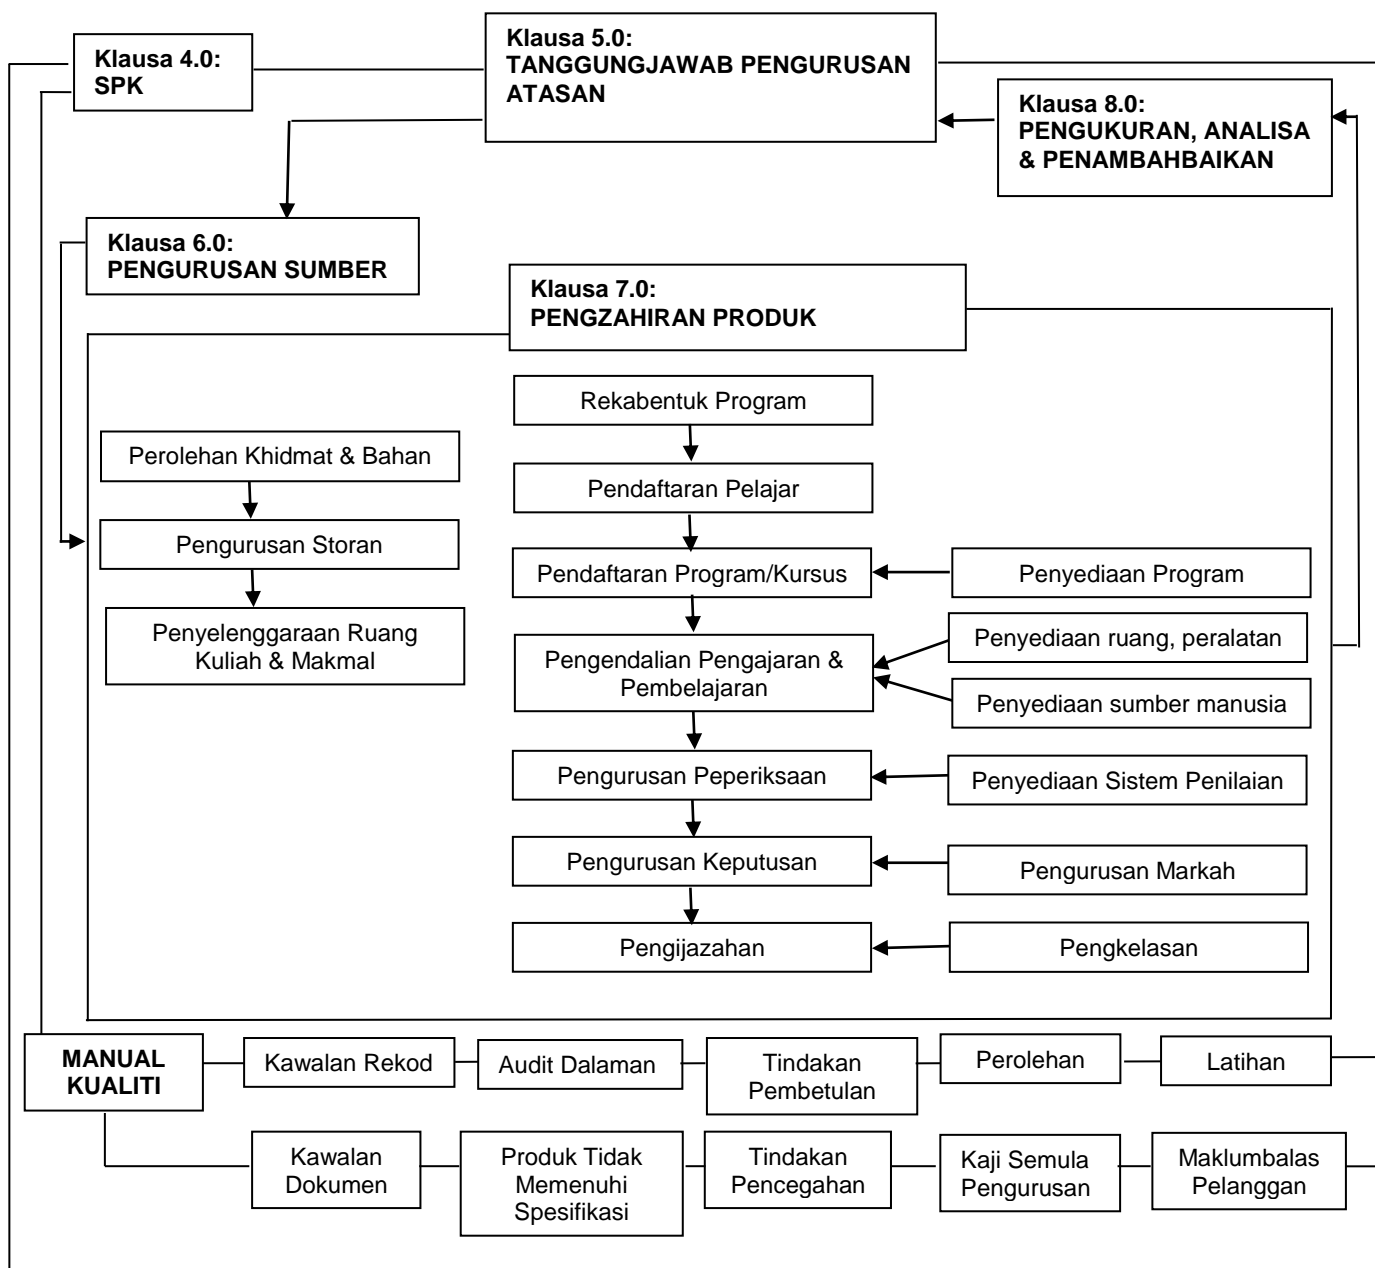 Klausa 4.0:
SPK
Klausa 5.0:
TANGGUNGJAWAB PENGURUSAN
ATASAN
Klausa 8.0:
PENGUKURAN, ANALISA
& PENAMBAHBAIKAN
Klausa 6.0:
PENGURUSAN SUMBER
Klausa 7.0:
PENGZAHIRAN PRODUK
Perolehan Khidmat & Bahan
Pengurusan Storan
Penyelenggaraan Ruang
Kuliah & Makmal
Rekabentuk Program
Pendaftaran Pelajar
Pendaftaran Program/Kursus
Penyediaan Program
Pengendalian Pengajaran &
Pembelajaran
Penyediaan ruang, peralatan
Penyediaan sumber manusia
Pengurusan Peperiksaan
Penyediaan Sistem Penilaian
Pengurusan Keputusan
Pengurusan Markah
Pengijazahan
Pengkelasan
MANUAL
KUALITI
Kawalan Rekod
Audit Dalaman
Tindakan
Pembetulan
Perolehan
Latihan
Kawalan
Dokumen
Produk Tidak
Memenuhi
Spesifikasi
Tindakan
Pencegahan
Kaji Semula
Pengurusan
Maklumbalas
Pelanggan